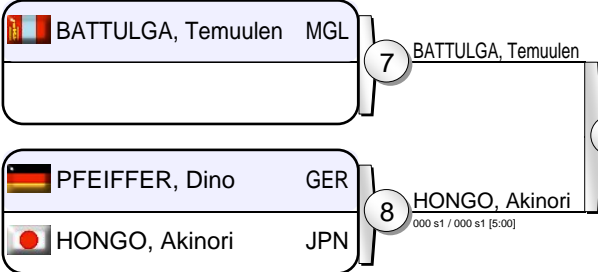 BATTULGA, Temuulen MGL
7
BATTULGA, Temuulen
PFEIFFER, Dino GER
HONGO, Akinori JPN
8
HONGO, Akinori
000 s1 / 000 s1 [5:00]